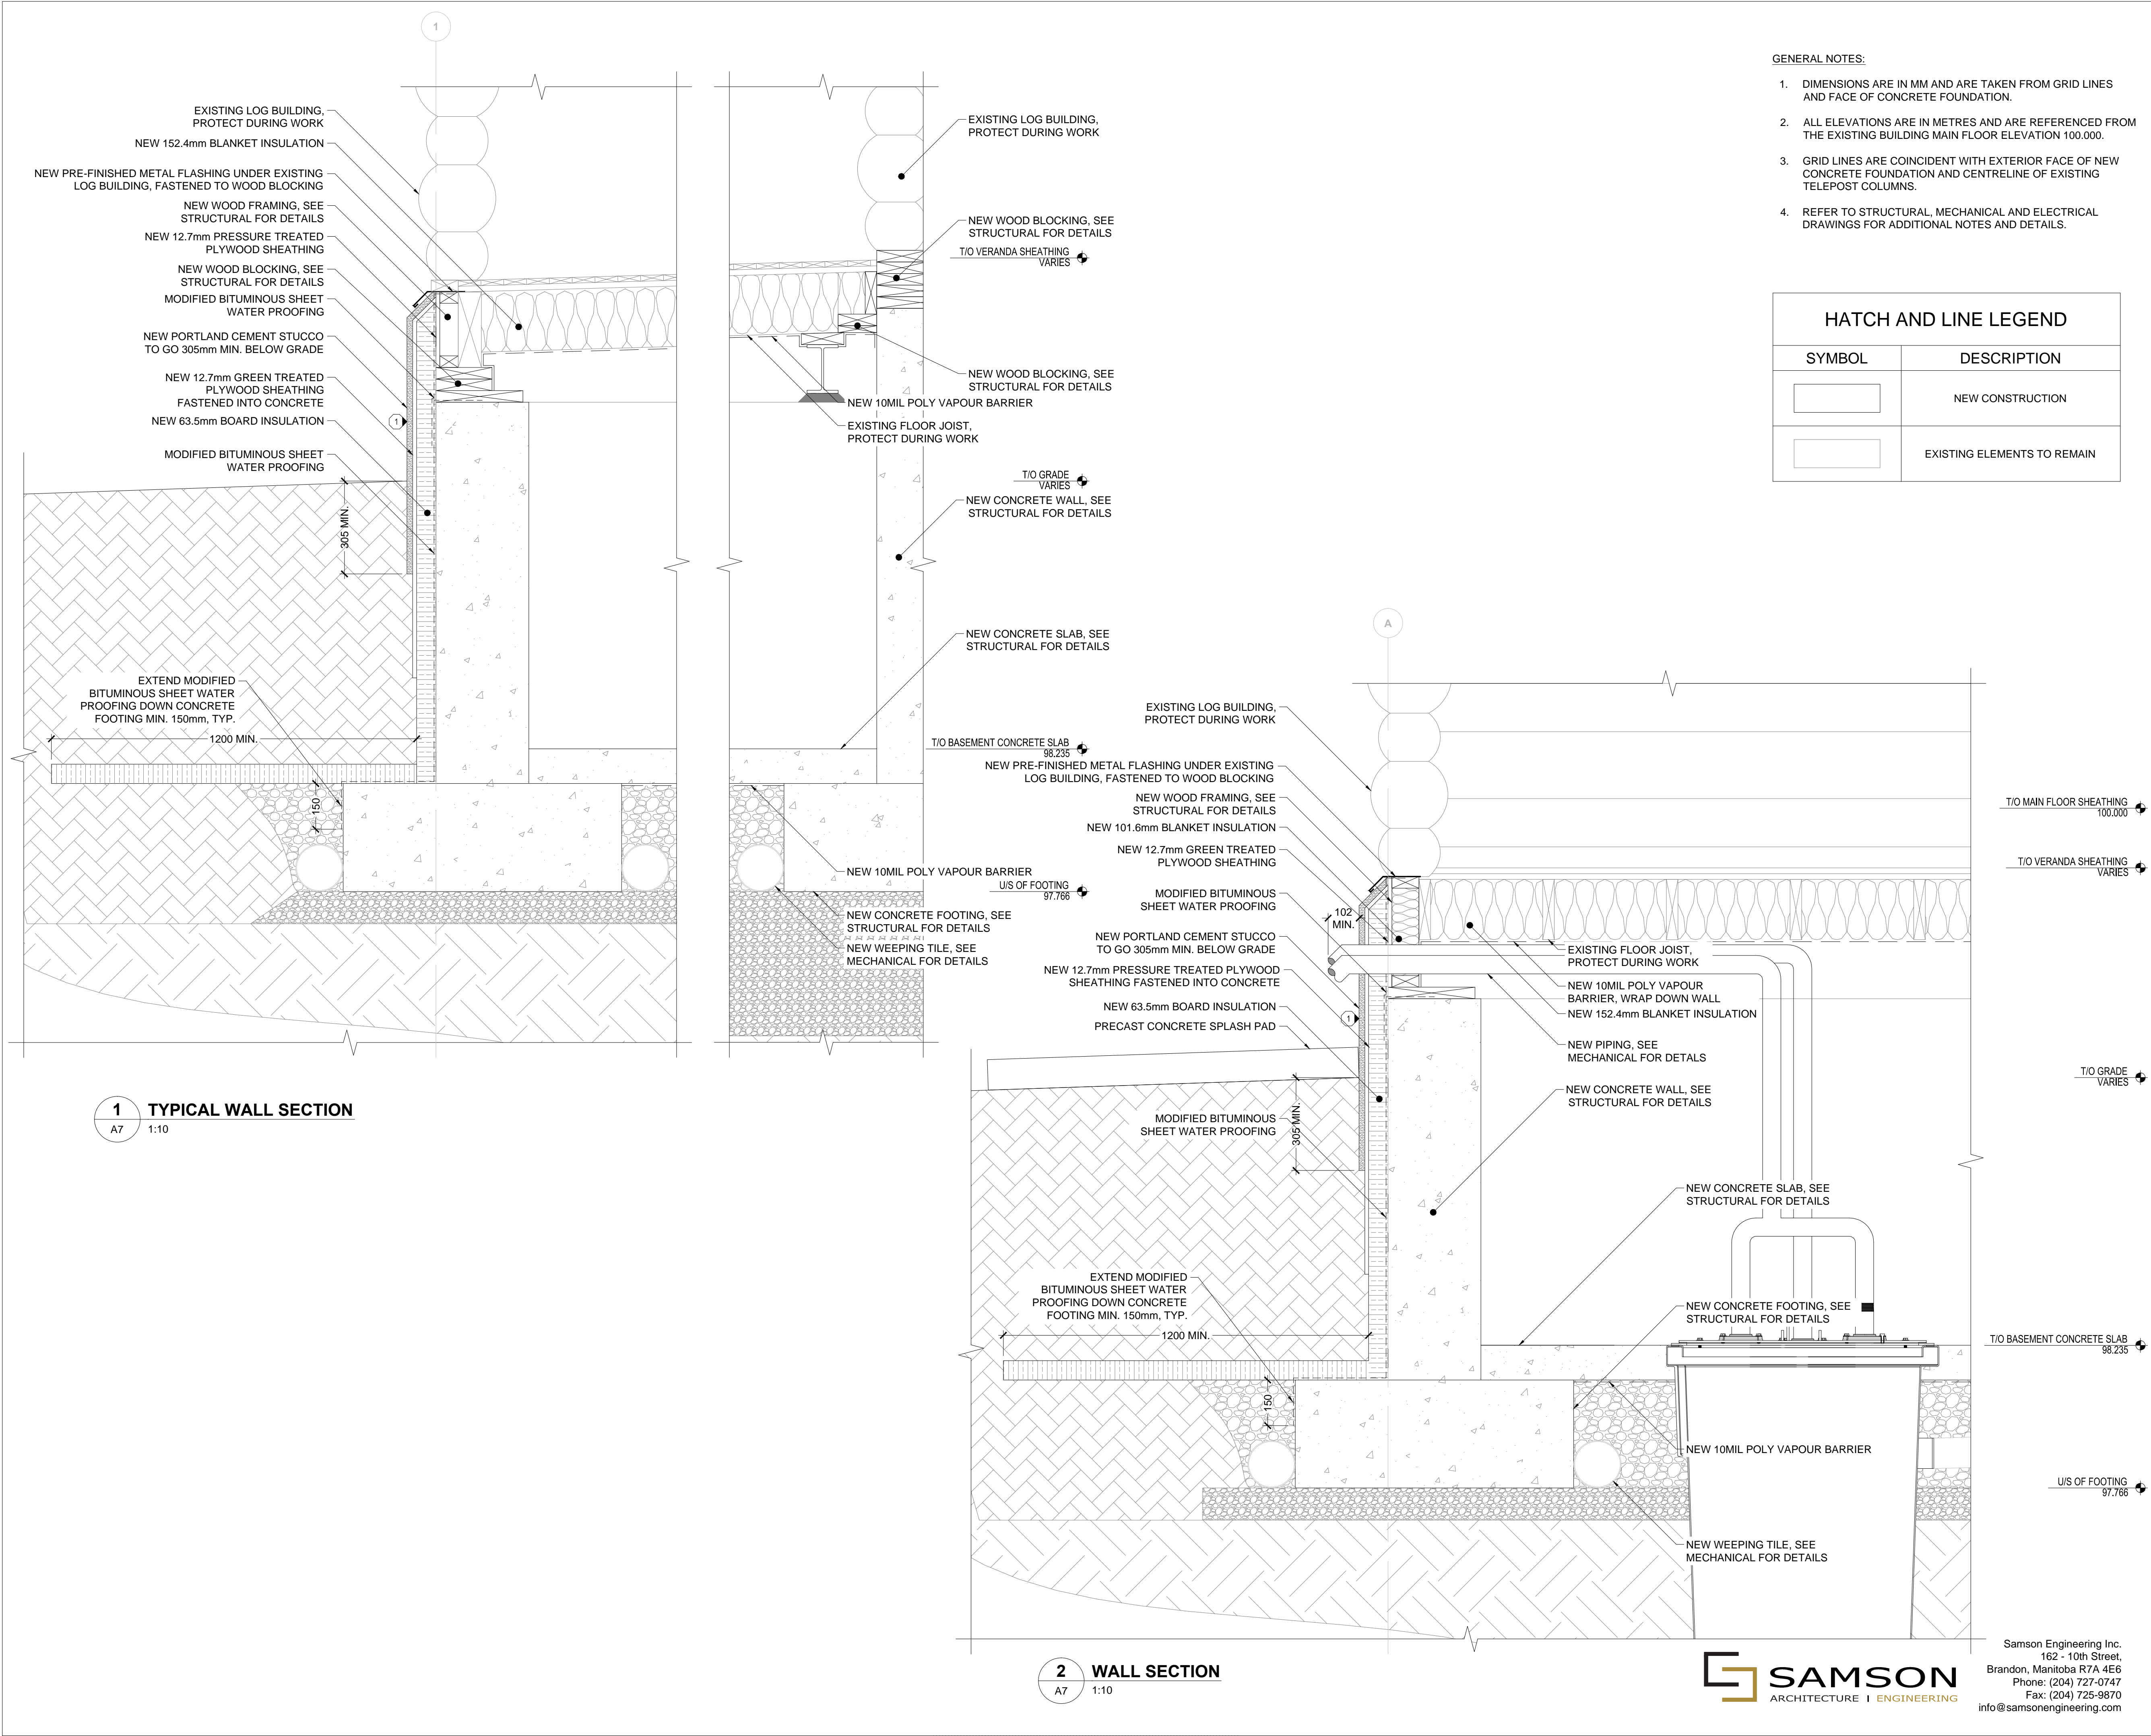 1
EXISTING LOG BUILDING,
PROTECT DURING WORK
NEW 152.4mm BLANKET INSULATION
NEW PRE-FINISHED METAL FLASHING UNDER EXISTING
LOG BUILDING, FASTENED TO WOOD BLOCKING
NEW WOOD FRAMING, SEE
STRUCTURAL FOR DETAILS
NEW 12.7mm PRESSURE TREATED
PLYWOOD SHEATHING
NEW WOOD BLOCKING, SEE
STRUCTURAL FOR DETAILS
MODIFIED BITUMINOUS SHEET
WATER PROOFING
NEW PORTLAND CEMENT STUCCO
TO GO 305mm MIN. BELOW GRADE
NEW 12.7mm GREEN TREATED
PLYWOOD SHEATHING
FASTENED INTO CONCRETE
NEW 63.5mm BOARD INSULATION
1
MODIFIED BITUMINOUS SHEET
WATER PROOFING
305 MIN.
EXTEND MODIFIED
BITUMINOUS SHEET WATER
PROOFING DOWN CONCRETE
FOOTING MIN. 150mm, TYP.
1200 MIN.
150
EXISTING LOG BUILDING,
PROTECT DURING WORK
NEW WOOD BLOCKING, SEE
STRUCTURAL FOR DETAILS
T/O VERANDA SHEATHING
VARIES
NEW WOOD BLOCKING, SEE
STRUCTURAL FOR DETAILS
NEW 10MIL POLY VAPOUR BARRIER
EXISTING FLOOR JOIST,
PROTECT DURING WORK
T/O GRADE
VARIES
NEW CONCRETE WALL, SEE
STRUCTURAL FOR DETAILS
NEW CONCRETE SLAB, SEE
STRUCTURAL FOR DETAILS
T/O BASEMENT CONCRETE SLAB
98.235
NEW 10MIL POLY VAPOUR BARRIER
U/S OF FOOTING
97.766
NEW CONCRETE FOOTING, SEE
STRUCTURAL FOR DETAILS
NEW WEEPING TILE, SEE
MECHANICAL FOR DETAILS
1
A7
TYPICAL WALL SECTION
1:10
GENERAL NOTES:
1. DIMENSIONS ARE IN MM AND ARE TAKEN FROM GRID LINES
AND FACE OF CONCRETE FOUNDATION.
2. ALL ELEVATIONS ARE IN METRES AND ARE REFERENCED FROM
THE EXISTING BUILDING MAIN FLOOR ELEVATION 100.000.
3. GRID LINES ARE COINCIDENT WITH EXTERIOR FACE OF NEW
CONCRETE FOUNDATION AND CENTRELINE OF EXISTING
TELEPOST COLUMNS.
4. REFER TO STRUCTURAL, MECHANICAL AND ELECTRICAL
DRAWINGS FOR ADDITIONAL NOTES AND DETAILS.
HATCH AND LINE LEGEND
SYMBOL DESCRIPTION
NEW CONSTRUCTION
EXISTING ELEMENTS TO REMAIN
A
EXISTING LOG BUILDING,
PROTECT DURING WORK
NEW PRE-FINISHED METAL FLASHING UNDER EXISTING
LOG BUILDING, FASTENED TO WOOD BLOCKING
NEW WOOD FRAMING, SEE
STRUCTURAL FOR DETAILS
NEW 101.6mm BLANKET INSULATION
NEW 12.7mm GREEN TREATED
PLYWOOD SHEATHING
MODIFIED BITUMINOUS
SHEET WATER PROOFING
102
MIN.
NEW PORTLAND CEMENT STUCCO
TO GO 305mm MIN. BELOW GRADE
NEW 12.7mm PRESSURE TREATED PLYWOOD
SHEATHING FASTENED INTO CONCRETE
NEW 63.5mm BOARD INSULATION
1
PRECAST CONCRETE SPLASH PAD
MODIFIED BITUMINOUS
SHEET WATER PROOFING
305 MIN.
EXTEND MODIFIED
BITUMINOUS SHEET WATER
PROOFING DOWN CONCRETE
FOOTING MIN. 150mm, TYP.
1200 MIN.
150
EXISTING FLOOR JOIST,
PROTECT DURING WORK
NEW 10MIL POLY VAPOUR
BARRIER, WRAP DOWN WALL
NEW 152.4mm BLANKET INSULATION
NEW PIPING, SEE
MECHANICAL FOR DETALS
NEW CONCRETE WALL, SEE
STRUCTURAL FOR DETAILS
NEW CONCRETE SLAB, SEE
STRUCTURAL FOR DETAILS
NEW CONCRETE FOOTING, SEE
STRUCTURAL FOR DETAILS
NEW 10MIL POLY VAPOUR BARRIER
NEW WEEPING TILE, SEE
MECHANICAL FOR DETAILS
T/O MAIN FLOOR SHEATHING
100.000
T/O VERANDA SHEATHING
VARIES
T/O GRADE
VARIES
T/O BASEMENT CONCRETE SLAB
98.235
U/S OF FOOTING
97.766
2
A7
WALL SECTION
1:10
SAMSON
ARCHITECTURE | ENGINEERING
Samson Engineering Inc.
162 - 10th Street,
Brandon, Manitoba R7A 4E6
Phone: (204) 727-0747
Fax: (204) 725-9870
info@samsonengineering.com